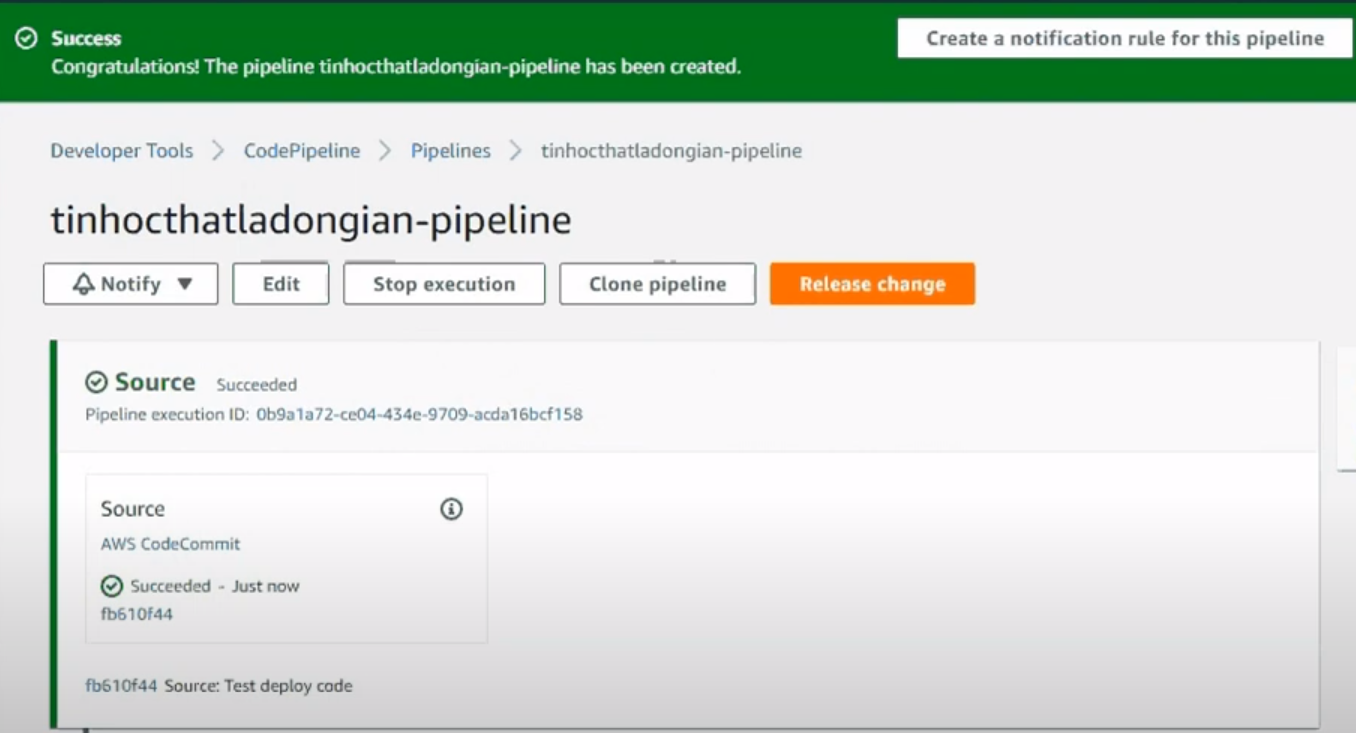 Success
Create a notification rule for this pipeline
Congratulations! The pipeline tinhocthatladongian-pipeline has been created.
Developer Tools > CodePipeline > Pipelines > tinhocthatladongian-pipeline
tinhocthatladongian-pipeline
Notify ▼ Edit Stop execution Clone pipeline Release change
Source Succeeded
Pipeline execution ID: 0b9a1a72-ce04-434e-9709-acda16bcf158
Source
AWS CodeCommit
Succeeded - Just now
fb610f44
fb610f44 Source: Test deploy code